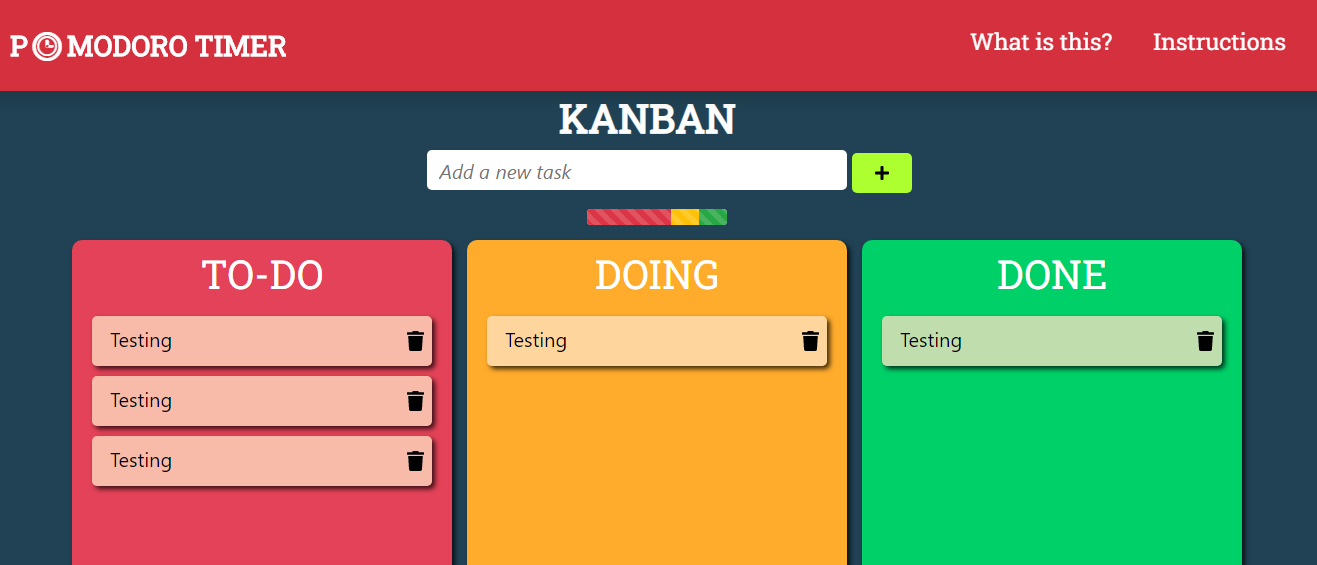 P MODORO TIMER
What is this?
Instructions
KANBAN
Add a new task
TO-DO
Testing
Testing
Testing
DOING
Testing
DONE
Testing